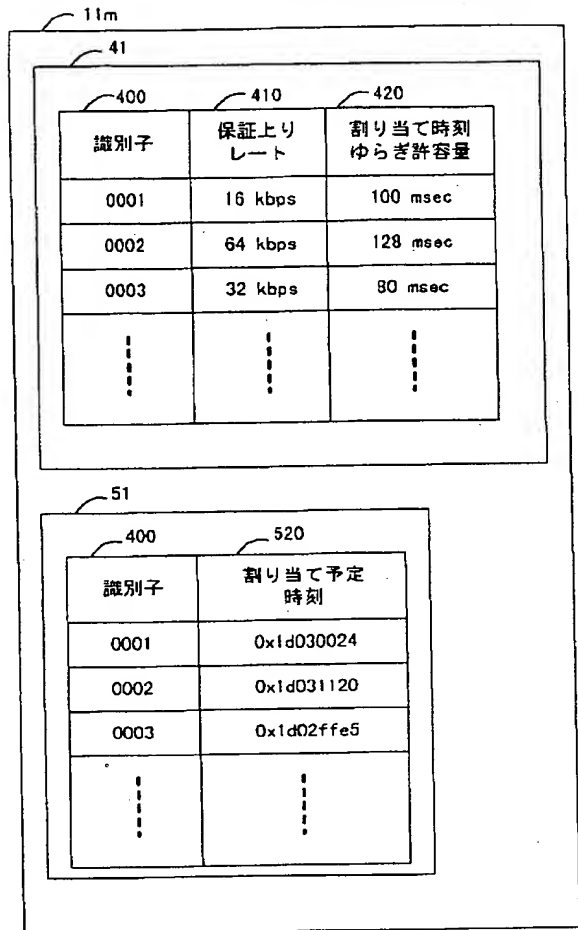 11m
41
400 410 420
識別子 保証上りレート 割り当て時刻ゆらぎ許容量
0001 16 kbps 100 msec
0002 64 kbps 128 msec
0003 32 kbps 80 msec
51
400 520
識別子 割り当て予定時刻
0001 0x1d030024
0002 0x1d031120
0003 0x1d02ffe5